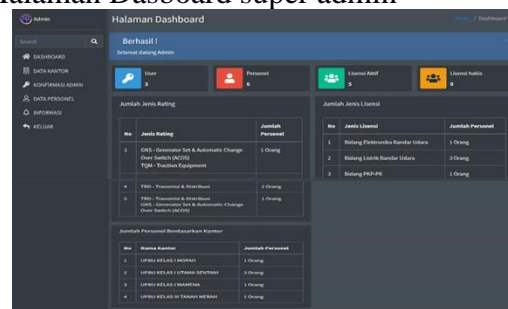 Halaman Dasboard super admin
Admin
Halaman Dashboard
Home / Dashboard
Search
DASHBOARD
DATA KANTOR
KONFIRMASI ADMIN
DATA PERSONEL
INFORMASI
KELUAR
Berhasil !
Selamat datang Admin
User
3
Personel
6
Lisensi Aktif
5
Lisensi habis
0
Jumlah Jenis Rating
No Jenis Rating Jumlah Personel
GNS - Generator Set & Automatic Change Over Switch (ACOS)
TQM - Traction Equipment
1 Orang
4 TRD - Transmisi & Distribusi 2 Orang
5 TRD - Transmisi & Distribusi
GNS - Generator Set & Automatic Change Over Switch (ACOS)
1 Orang
Jumlah Jenis Lisensi
No Jenis Lisensi Jumlah Personel
1 Bidang Elektronika Bandar Udara 1 Orang
2 Bidang Listrik Bandar Udara 3 Orang
3 Bidang PKP-PK 1 Orang
Jumlah Personel Berdasarkan Kantor
No Nama Kantor Jumlah Personel
1 UPBU KELAS I MOPAH 1 Orang
2 UPBU KELAS I UTAMA SENTANI 3 Orang
3 UPBU KELAS I WAMENA 1 Orang
4 UPBU KELAS III TANAH MERAH 1 Orang